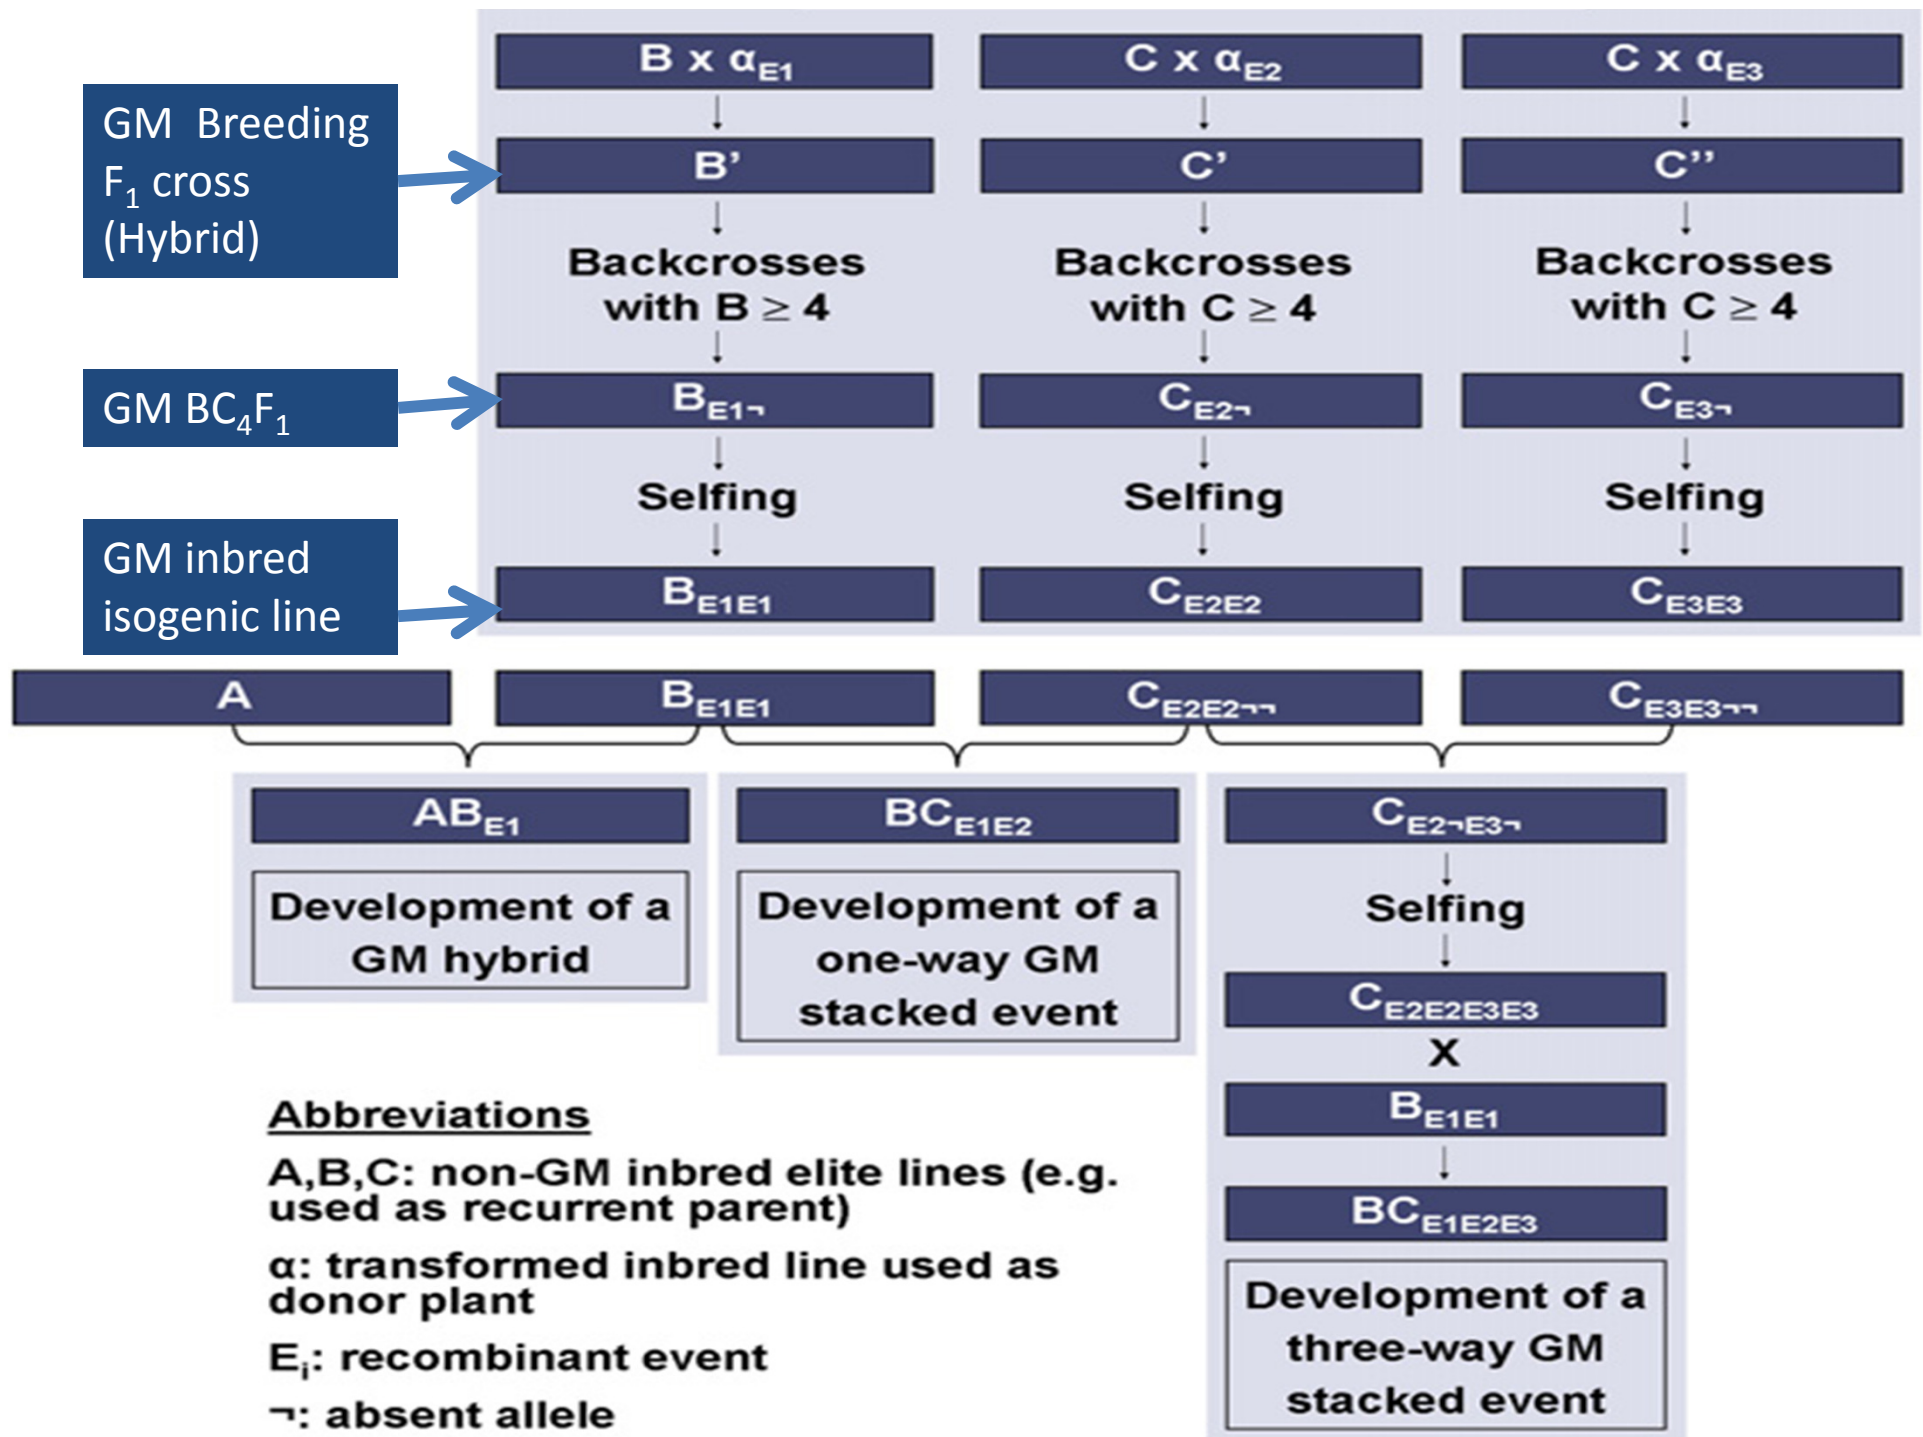 B x αE1
C x αE2
C x αE3
GM Breeding
F1 cross
(Hybrid)
B’
C’
C’’
Backcrosses
with B ≥ 4
Backcrosses
with C ≥ 4
Backcrosses
with C ≥ 4
GM BC4F1
BE1¬
CE2¬
CE3¬
Selfing
Selfing
Selfing
GM inbred
isogenic line
BE1E1
CE2E2
CE3E3
A
BE1E1
CE2E2¬¬
CE3E3¬¬
ABE1
Development of a
GM hybrid
BCE1E2
Development of a
one-way GM
stacked event
CE2¬E3¬
Selfing
CE2E2E3E3
X
BE1E1
BCE1E2E3
Development of a
three-way GM
stacked event
Abbreviations
A,B,C: non-GM inbred elite lines (e.g.
used as recurrent parent)
α: transformed inbred line used as
donor plant
Ei: recombinant event
¬: absent allele